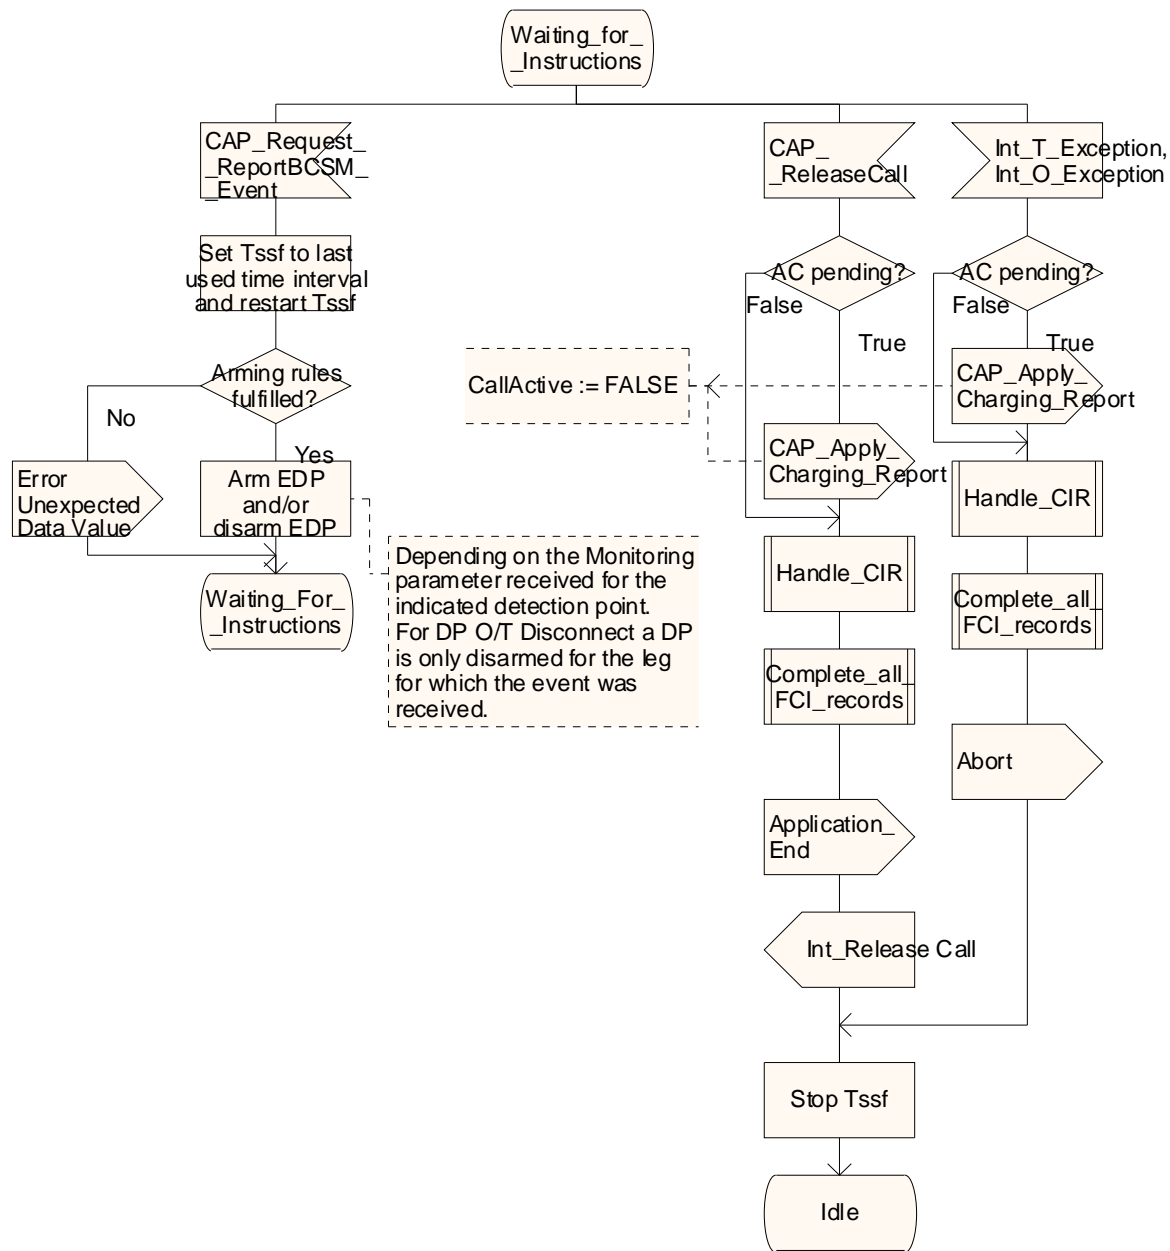 Waiting_for_
_Instructions
CAP_Request_
_ReportBCSM_
_Event
Set Tssf to last
used time interval
and restart Tssf
Arming rules
fulfilled?
No
Yes
Error
Unexpected
Data Value
Arm EDP
and/or
disarm EDP
Waiting_For_
_Instructions
Depending on the Monitoring
parameter received for the
indicated detection point.
For DP O/T Disconnect a DP
is only disarmed for the leg
for which the event was
received.
CallActive := FALSE
CAP_
_ReleaseCall
AC pending?
False
True
CAP_Apply_
Charging_Report
Handle_CIR
Complete_all_
FCI_records
Application_
End
Int_Release Call
Int_T_Exception,
Int_O_Exception
AC pending?
False
True
CAP_Apply_
Charging_Report
Handle_CIR
Complete_all_
FCI_records
Abort
Stop Tssf
Idle